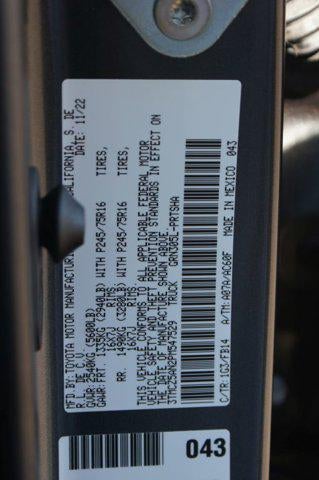 MFD.BY:TOYOTA MOTOR MANUFACTURING CALIFORNIA, S. DE
R.L. DE C.V. DATE: 11/22
GVWR: 2540KG (5600LB)
GAWR: FRT. 1335KG (2940LB) WITH P245/75R16 TIRES,
16X7J RIMS
RR. 1490KG (3280LB) WITH P245/75R16 TIRES,
16X7J RIMS
THIS VEHICLE CONFORMS TO ALL APPLICABLE FEDERAL MOTOR
VEHICLE SAFETY AND THEFT PREVENTION STANDARDS IN EFFECT ON
THE DATE OF MANUFACTURE SHOWN ABOVE.
3TMCZ5AN2PM547529 TRUCK GRN305L-PRTSHA
C/TR: 1G3/FB14 A/TM: A07A/AC60F
MADE IN MEXICO 043
043